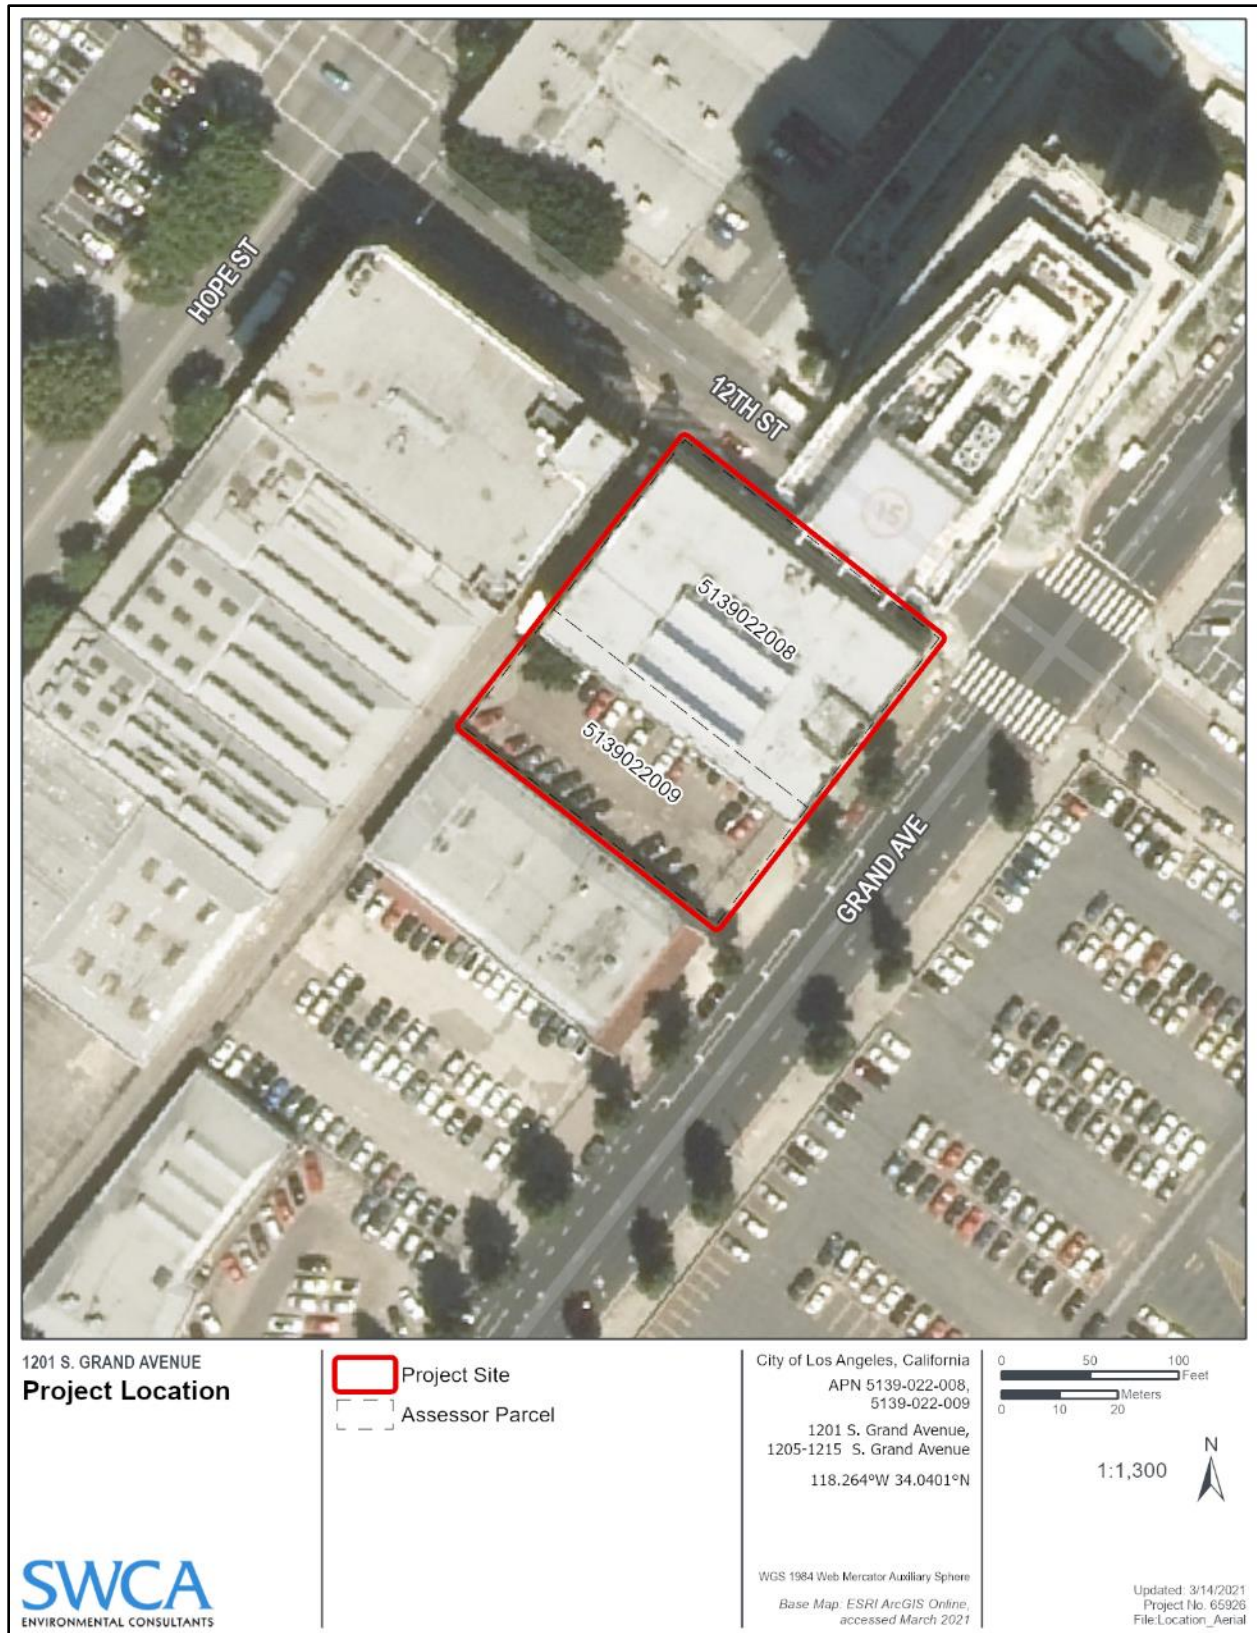 HOPE ST
12TH ST
15
5139022008
5139022009
GRAND AVE
1201 S. GRAND AVENUE
Project Location
Project Site
Assessor Parcel
City of Los Angeles, California
APN 5139-022-008,
5139-022-009
1201 S. Grand Avenue,
1205-1215 S. Grand Avenue
118.264°W 34.0401°N
WGS 1984 Web Mercator Auxiliary Sphere
Base Map: ESRI ArcGIS Online,
accessed March 2021
0 50 100
Feet
Meters
0 10 20
N
1:1,300
Updated: 3/14/2021
Project No. 65926
File:Location_Aerial
SWCA
ENVIRONMENTAL CONSULTANTS